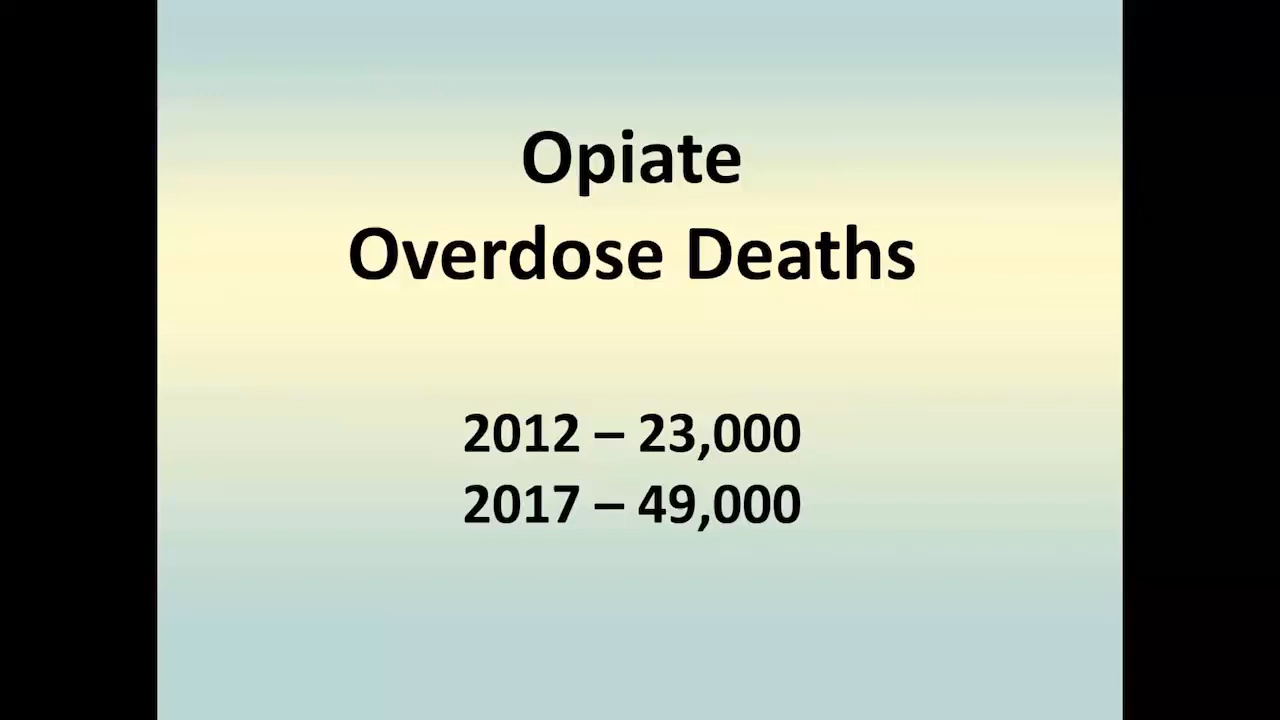 Opiate
Overdose Deaths
2012 – 23,000
2017 – 49,000